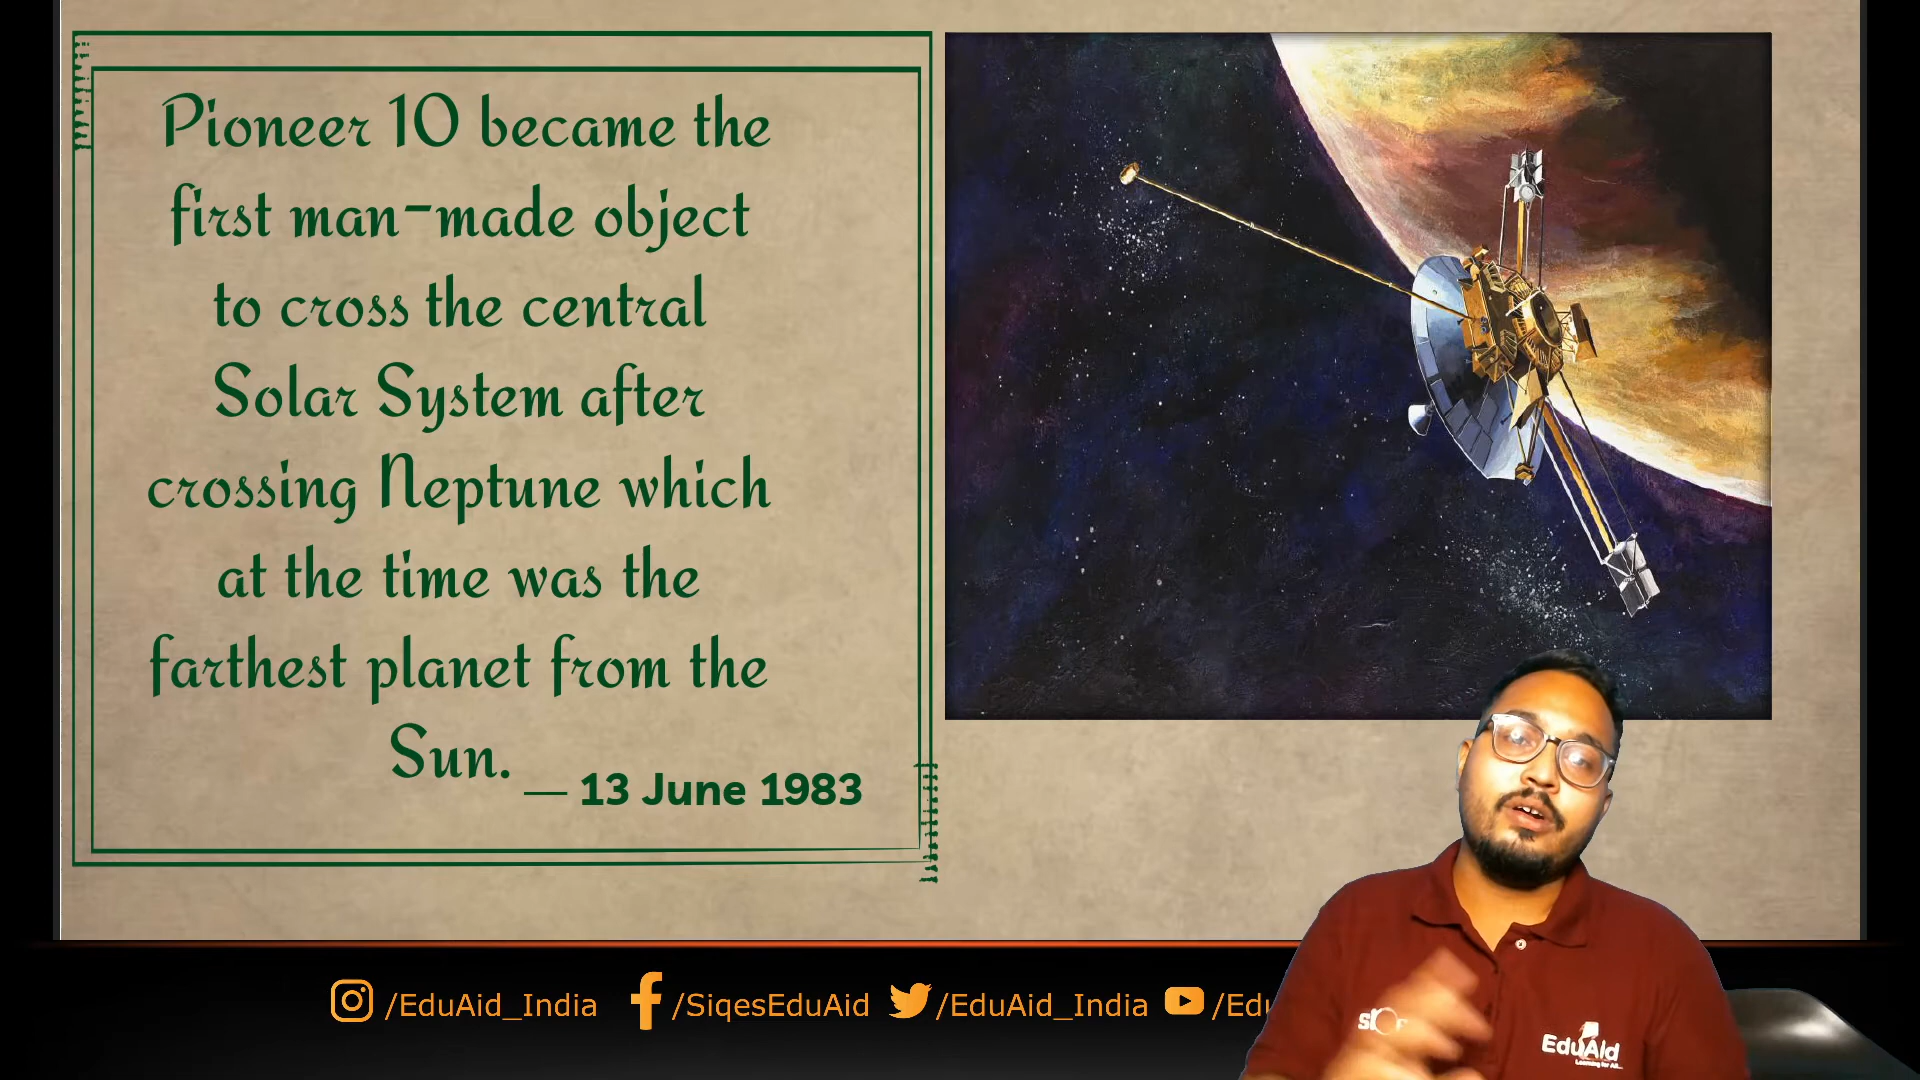 Pioneer 10 became the
first man-made object
to cross the central
Solar System after
crossing Neptune which
at the time was the
farthest planet from the
Sun.
— 13 June 1983
/EduAid_India /SiqesEduAid /EduAid_India /Edu
EduAid